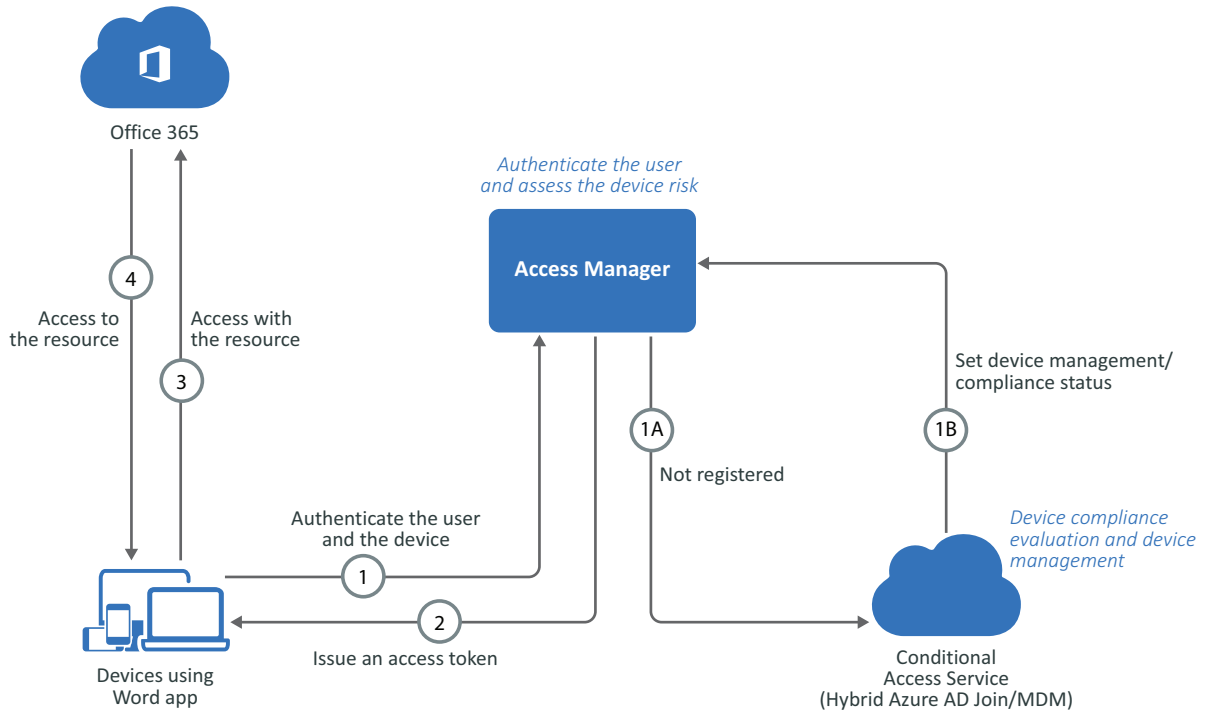 Office 365
Authenticate the user
and assess the device risk
Access Manager
4
Access to
the resource
Access with
the resource
3
Set device management/
compliance status
1A
1B
Not registered
Authenticate the user
and the device
1
Device compliance
evaluation and device
management
2
Issue an access token
Devices using
Word app
Conditional
Access Service
(Hybrid Azure AD Join/MDM)